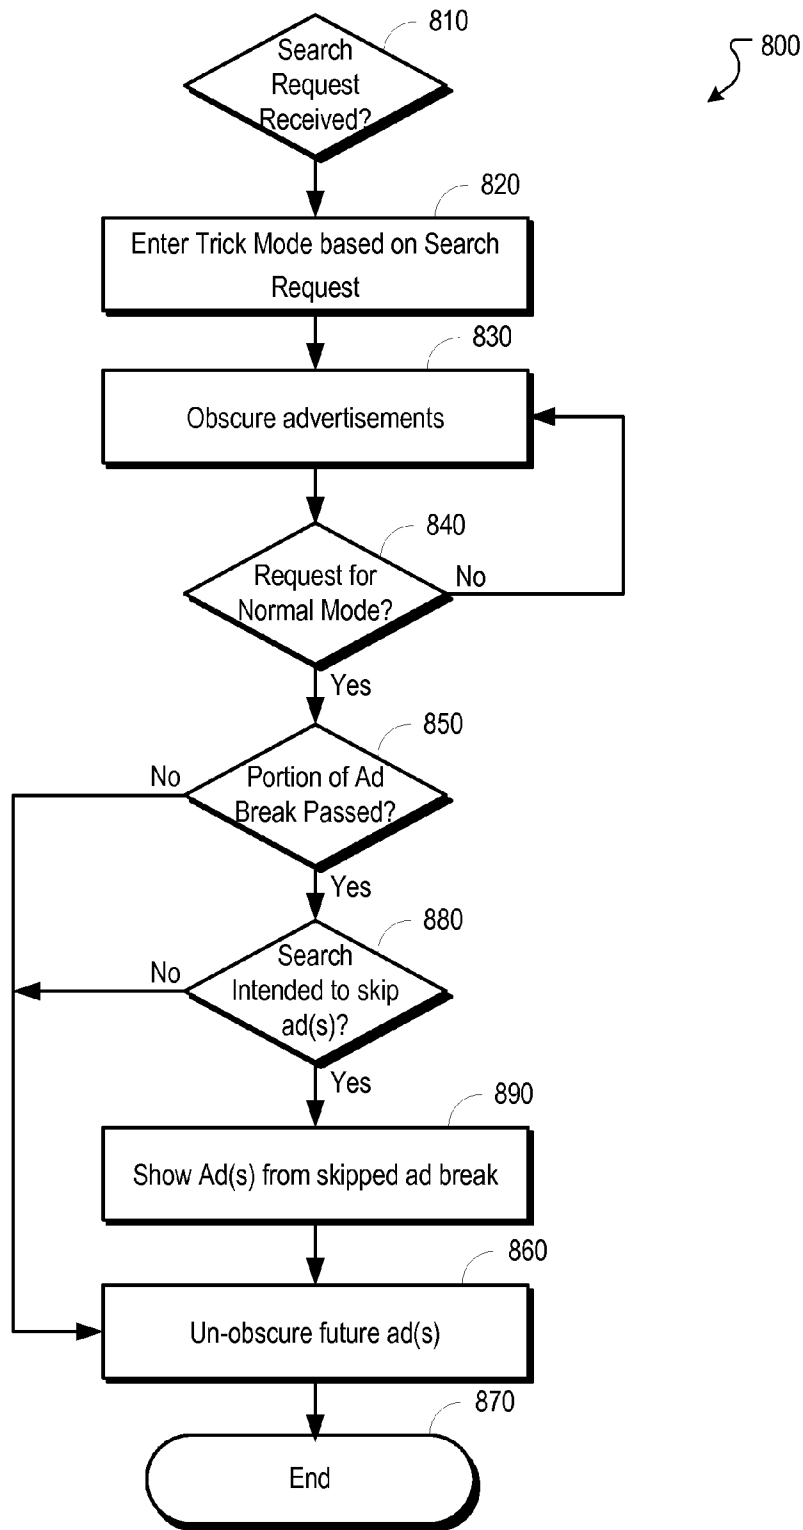 810
800
Search
Request
Received?
820
Enter Trick Mode based on Search
Request
830
Obscure advertisements
840
Request for
Normal Mode?
No
Yes
850
No
Portion of Ad
Break Passed?
Yes
880
No
Search
Intended to skip
ad(s)?
Yes
890
Show Ad(s) from skipped ad break
860
Un-obscure future ad(s)
870
End